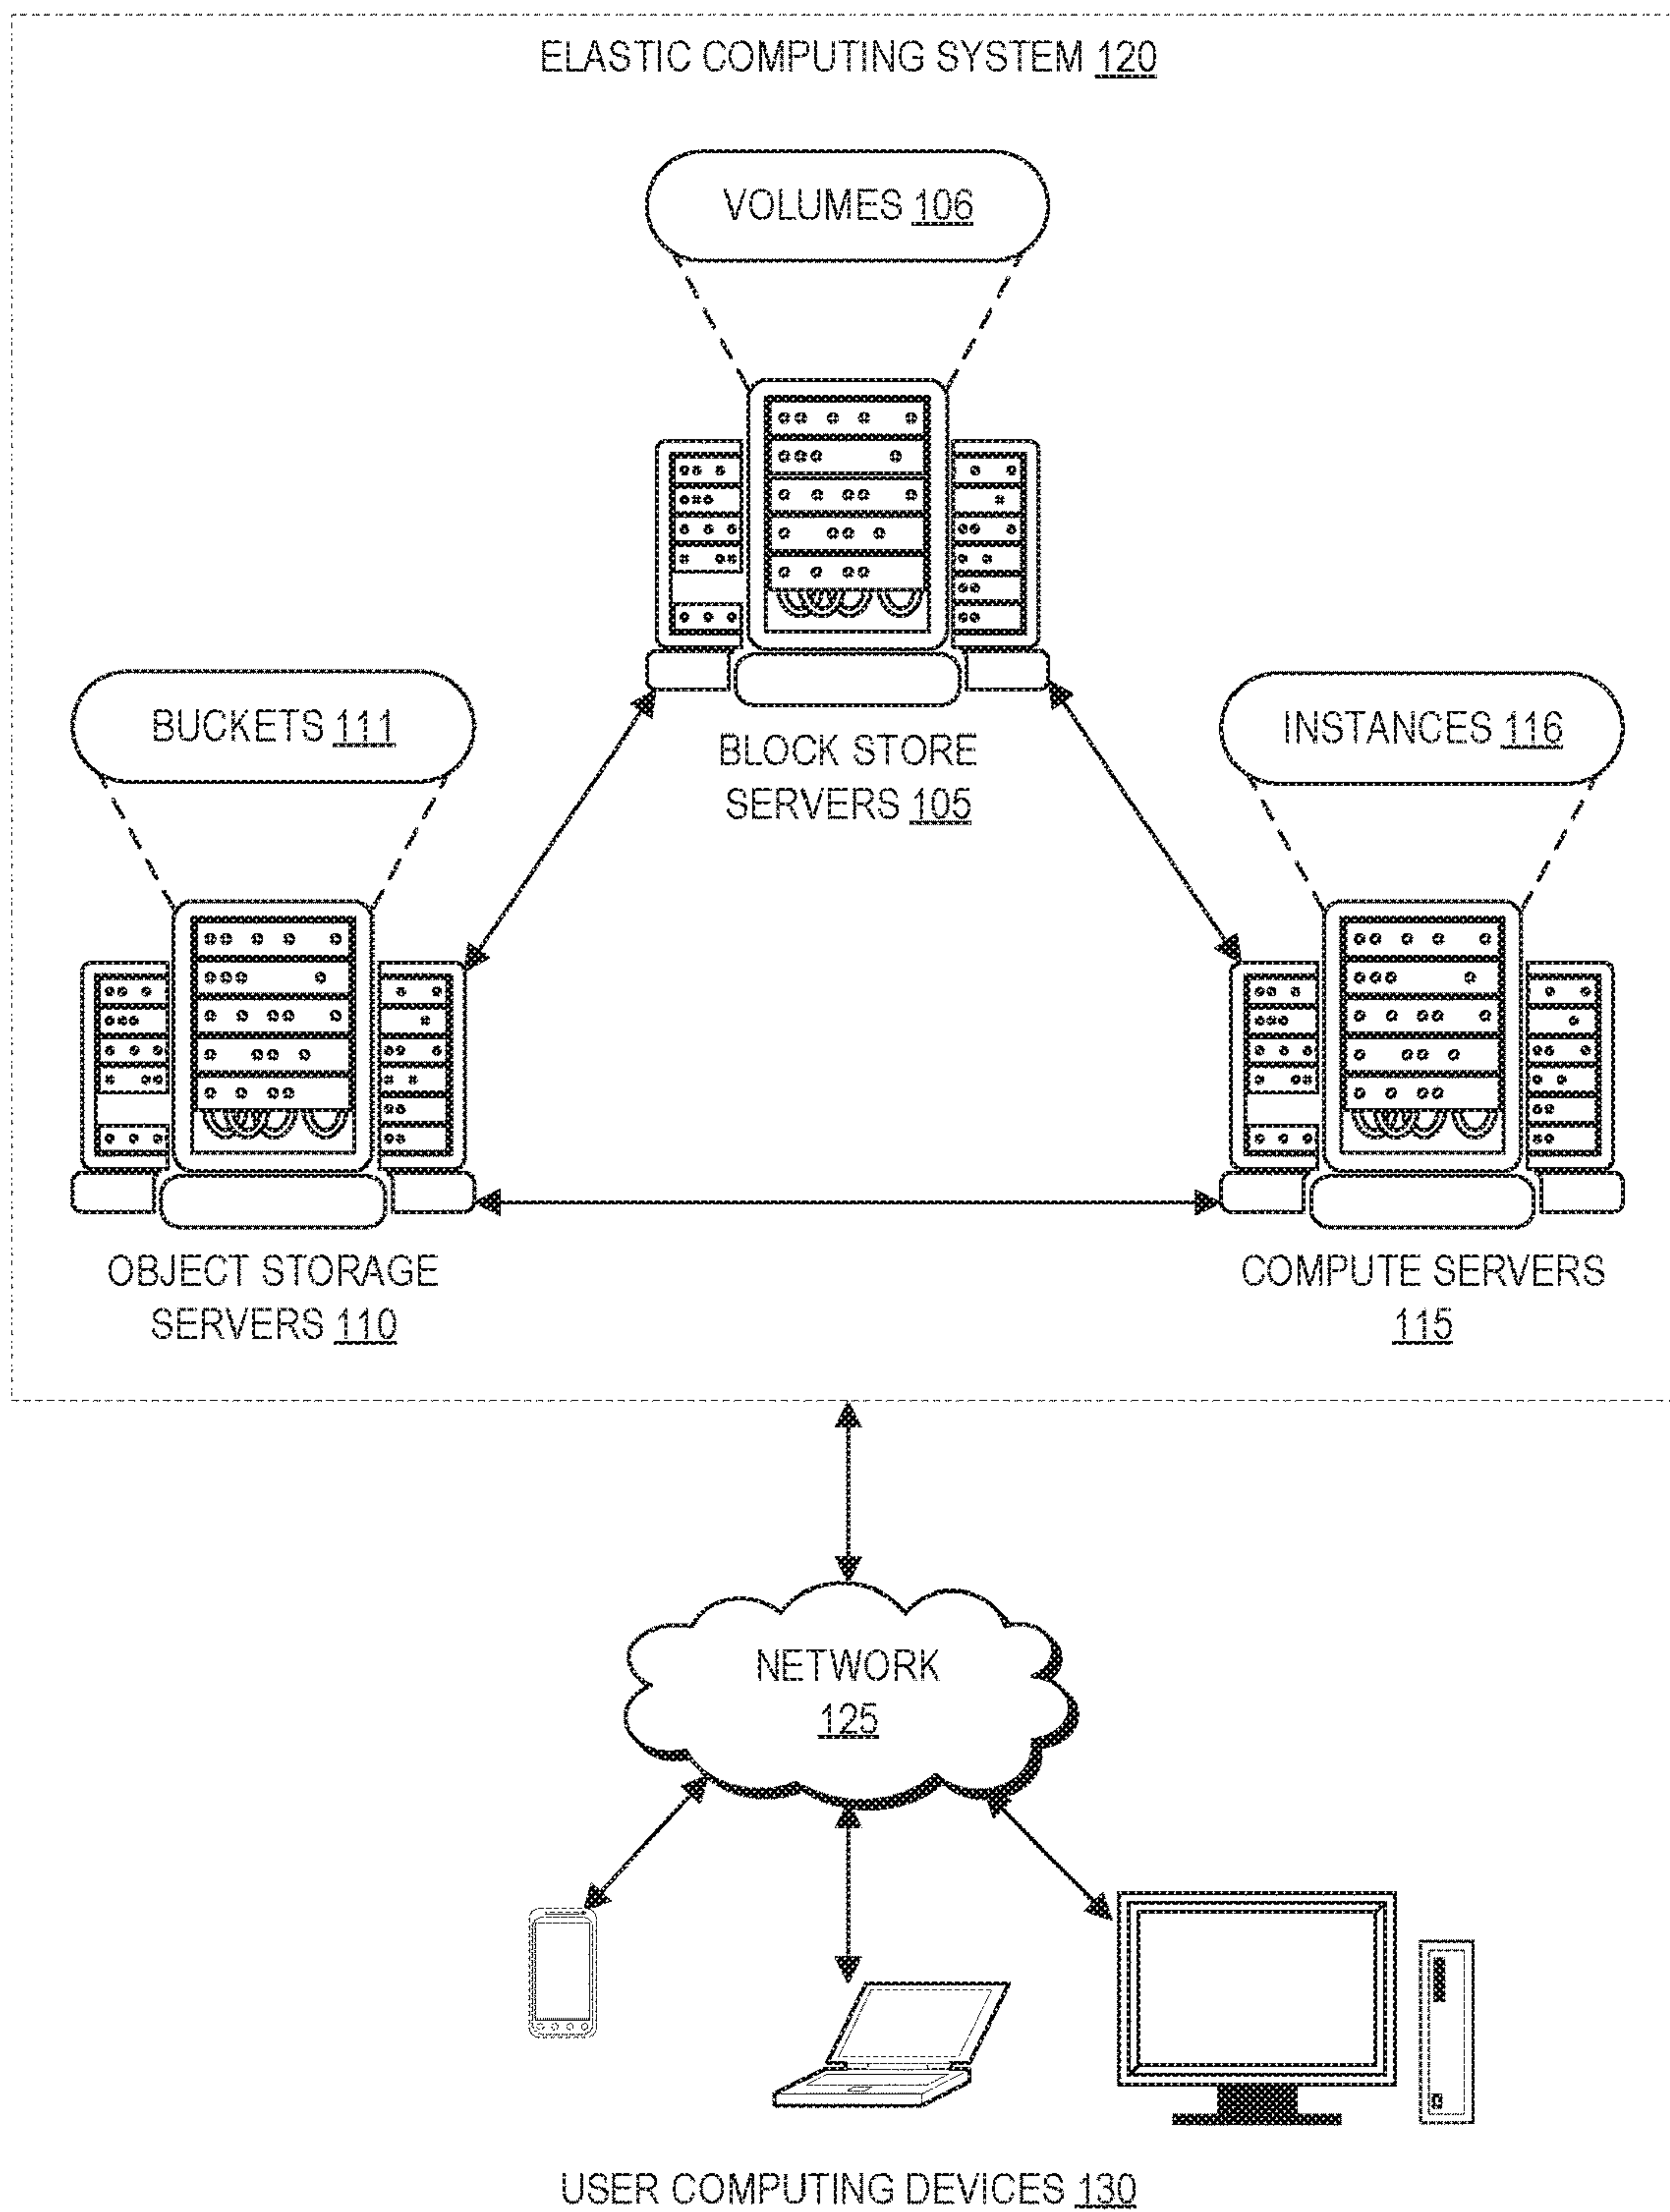 ELASTIC COMPUTING SYSTEM 120
VOLUMES 106
BUCKETS 111
BLOCK STORE
SERVERS 105
INSTANCES 116
OBJECT STORAGE
SERVERS 110
COMPUTE SERVERS
115
NETWORK
125
USER COMPUTING DEVICES 130